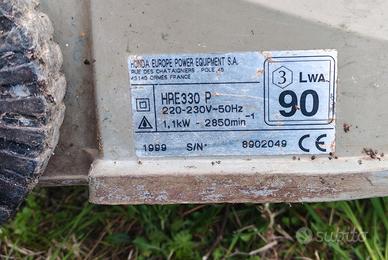 HONDA EUROPE POWER EQUIPMENT S.A.
RUE DES CHATAIGNIERS - POLE 45
45140 ORMES FRANCE
HRE330 P
220-230V-50Hz
1,1kW - 2850min-1
1999 S/N* 8902049
3 LWA
90
CE
subito